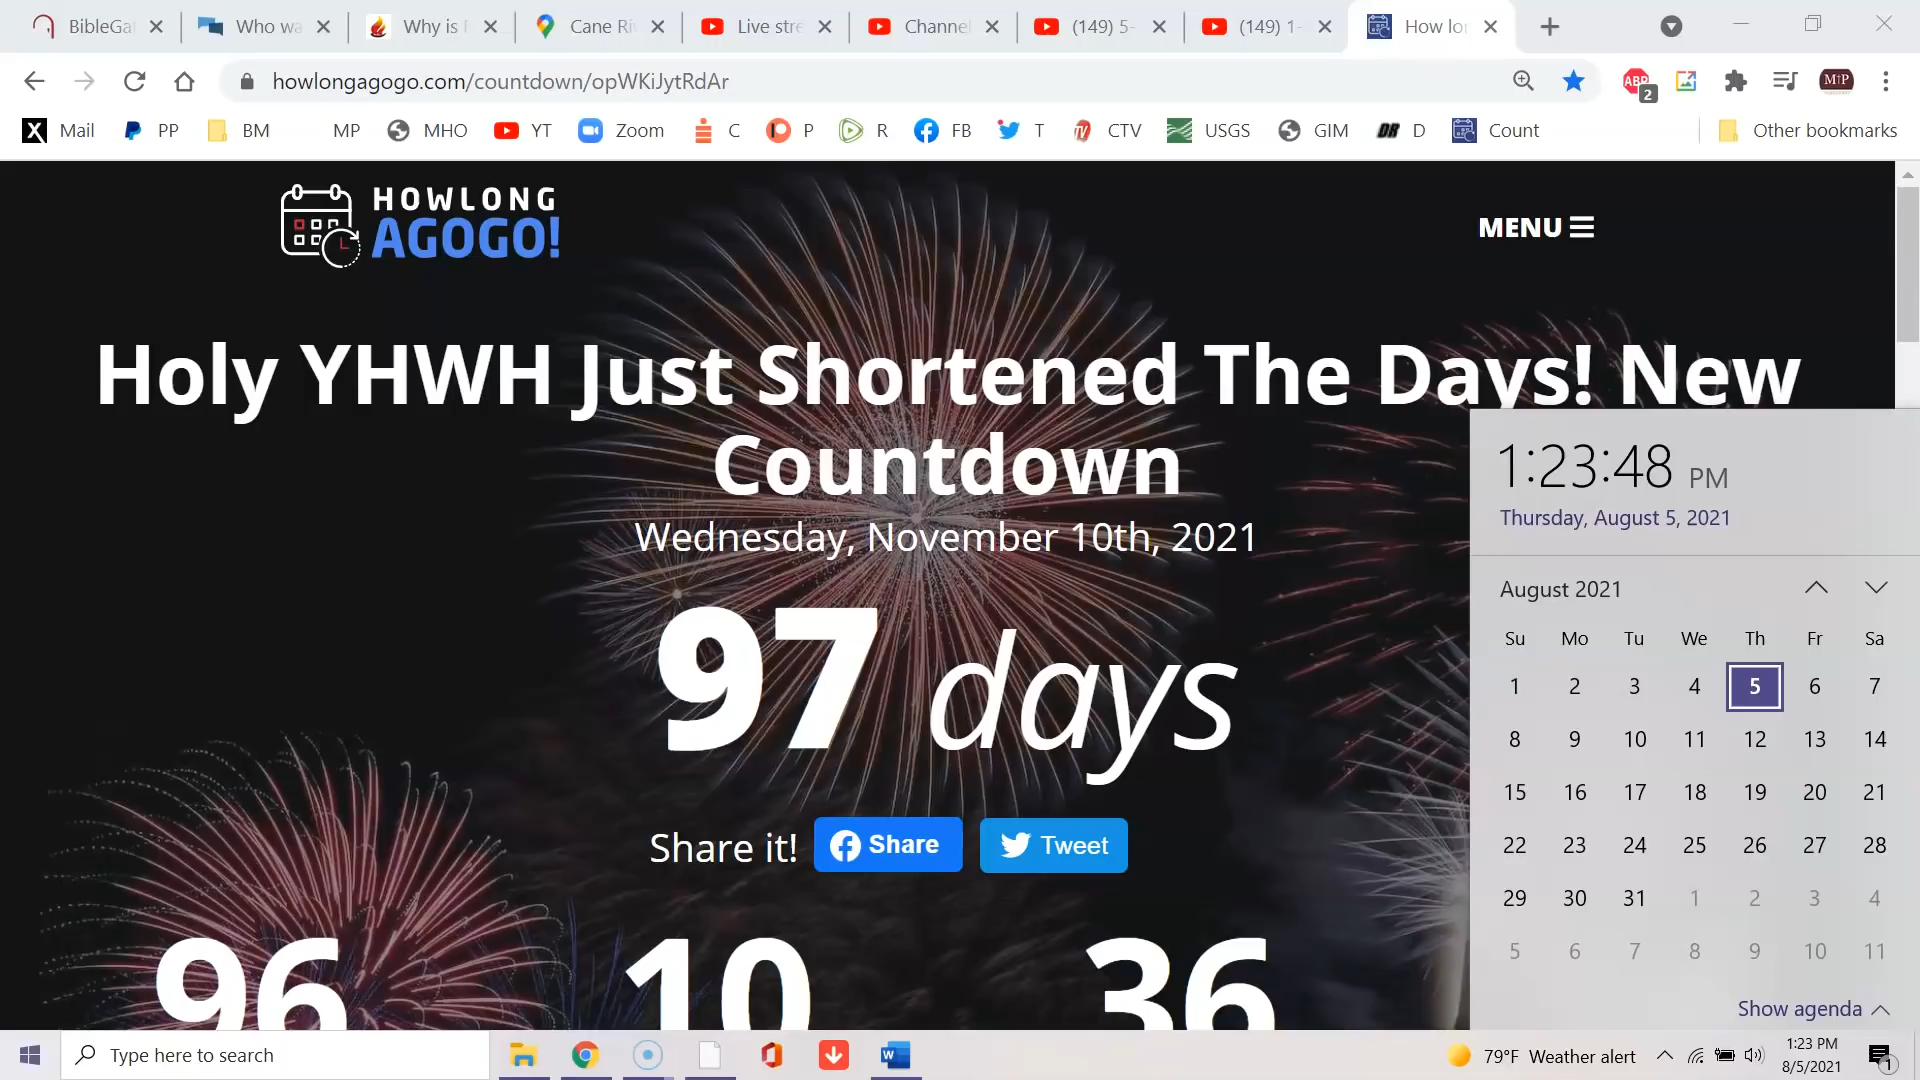 BibleGa
Who wa
Why is
Cane Riv
Live stre
Channel
(149) 5-
(149) 1-
How lon
howlongagogo.com/countdown/opWKiJytRdAr
ABP
2
M↑P
X Mail
PP
BM
MP
MHO
YT
Zoom
C
P
R
FB
T
CTV
USGS
GIM
DR D
Count
Other bookmarks
HOWLONG
AGOGO!
MENU
Holy YHWH Just Shortened The Days! New
Countdown
Wednesday, November 10th, 2021
97 days
Share it!
Share
Tweet
96 10 36
1:23:48 PM
Thursday, August 5, 2021
August 2021
Su Mo Tu We Th Fr Sa
1 2 3 4 5 6 7
8 9 10 11 12 13 14
15 16 17 18 19 20 21
22 23 24 25 26 27 28
29 30 31 1 2 3 4
5 6 7 8 9 10 11
Show agenda
Type here to search
W
79°F Weather alert
1:23 PM
8/5/2021
1